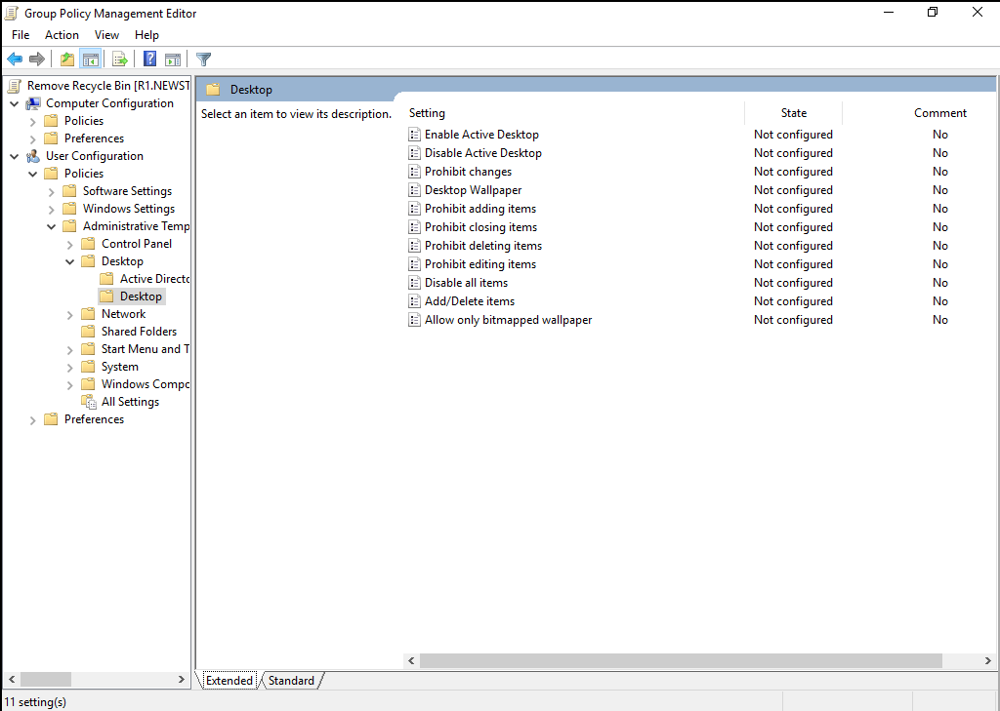 Group Policy Management Editor
File Action View Help
Remove Recycle Bin [R1.NEWST
Computer Configuration
Policies
Preferences
User Configuration
Policies
Software Settings
Windows Settings
Administrative Temp
Control Panel
Desktop
Active Directo
Desktop
Network
Shared Folders
Start Menu and T
System
Windows Compo
All Settings
Preferences
Desktop
Select an item to view its description.
Setting State Comment
Enable Active Desktop Not configured No
Disable Active Desktop Not configured No
Prohibit changes Not configured No
Desktop Wallpaper Not configured No
Prohibit adding items Not configured No
Prohibit closing items Not configured No
Prohibit deleting items Not configured No
Prohibit editing items Not configured No
Disable all items Not configured No
Add/Delete items Not configured No
Allow only bitmapped wallpaper Not configured No
Extended Standard
11 setting(s)